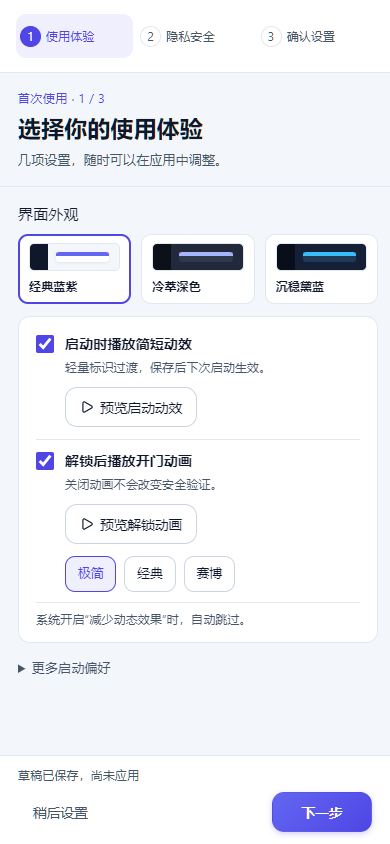 1 使用体验 2 隐私安全 3 确认设置
首次使用 · 1 / 3
选择你的使用体验
几项设置，随时可以在应用中调整。
界面外观
经典蓝紫 冷萃深色 沉稳黛蓝
启动时播放简短动效
轻量标识过渡，保存后下次启动生效。
预览启动动效
解锁后播放开门动画
关闭动画不会改变安全验证。
预览解锁动画
极简 经典 赛博
系统开启“减少动态效果”时，自动跳过。
更多启动偏好
草稿已保存，尚未应用
稍后设置 下一步